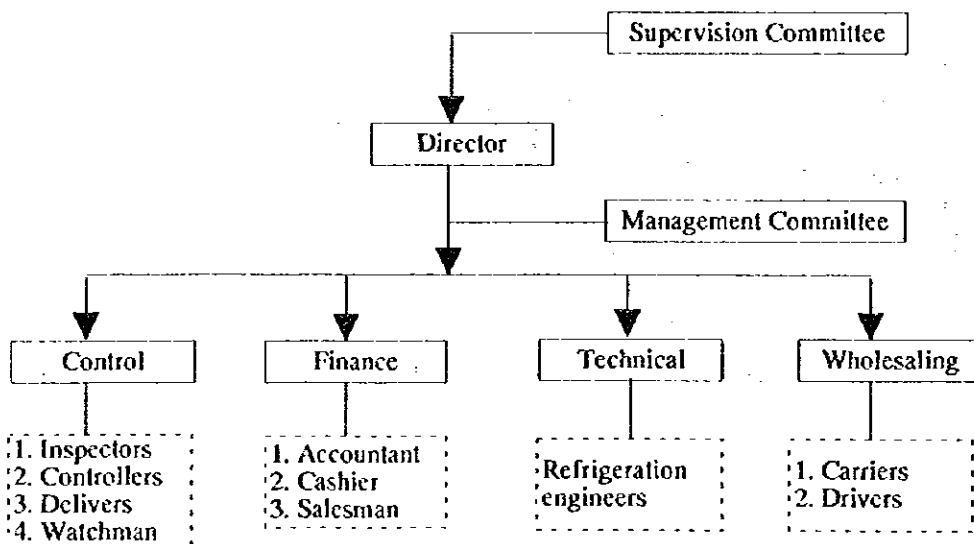 Supervision Committee
Director
Management Committee
Control
Finance
Technical
Wholesaling
1. Inspectors
2. Controllers
3. Delivers
4. Watchman
1. Accountant
2. Cashier
3. Salesman
Refrigeration
engineers
1. Carriers
2. Drivers